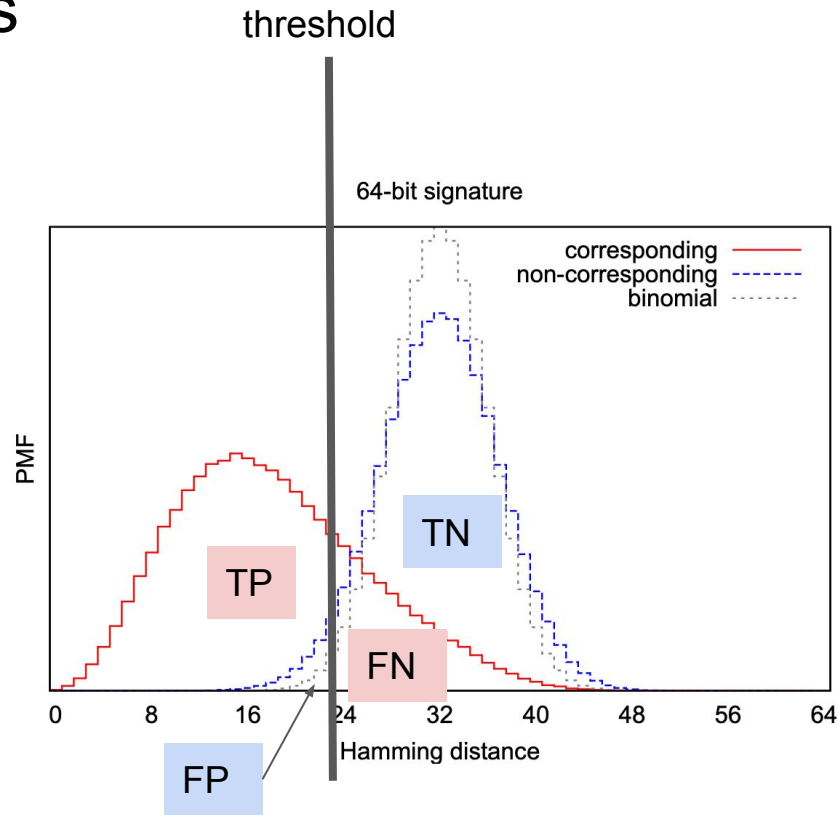 s
threshold
64-bit signature
corresponding
non-corresponding
binomial
PMF
TN
TP
FN
0 8 16 24 32 40 48 56 64
Hamming distance
FP